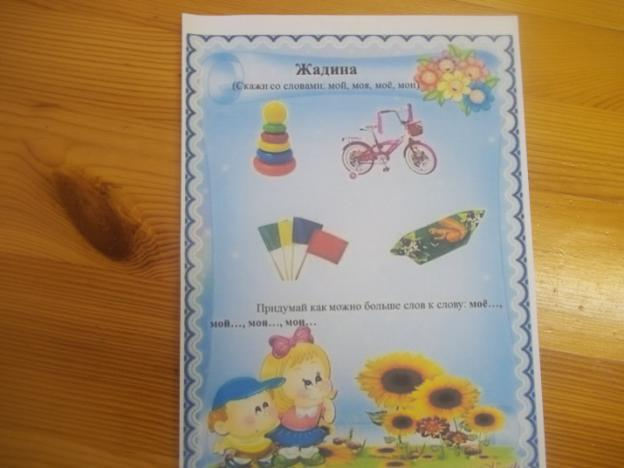 Жадина
(Скажи со словами: мой, моя, моё, мои)
Придумай как можно больше слов к слову: моё…,
мой…, моя…, мои…